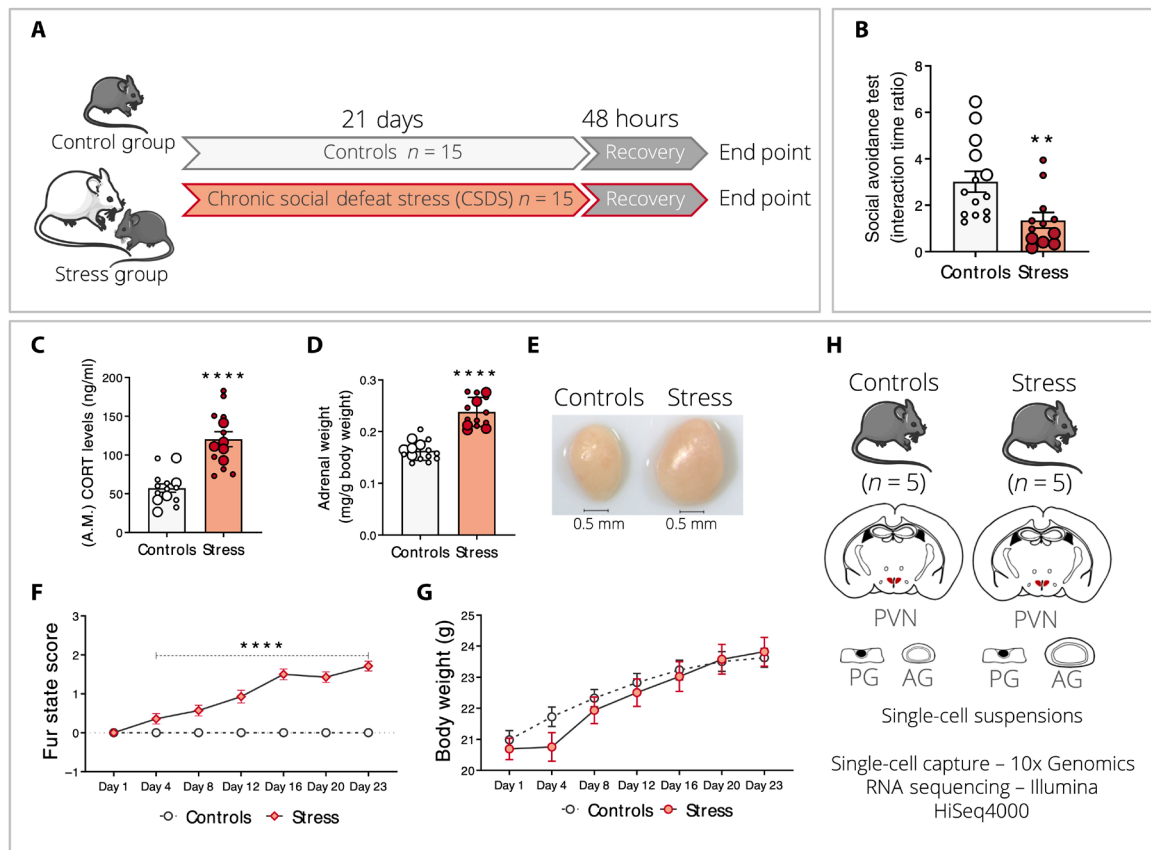 A
Control group
Stress group
21 days
48 hours
Controls n = 15
Recovery
End point
Chronic social defeat stress (CSDS) n = 15
Recovery
End point
B
Social avoidance test
(interaction time ratio)
8
6
4
2
0
**
Controls
Stress
C
(A.M.) CORT levels (ng/ml)
200
150
100
50
0
****
Controls
Stress
D
Adrenal weight
(mg/g body weight)
0.3
0.2
0.1
0.0
****
Controls
Stress
E
Controls
Stress
0.5 mm
0.5 mm
F
Fur state score
3
2
1
0
−1
****
Day 1
Day 4
Day 8
Day 12
Day 16
Day 20
Day 23
Controls
Stress
G
Body weight (g)
25
24
23
22
21
20
Day 1
Day 4
Day 8
Day 12
Day 16
Day 20
Day 23
Controls
Stress
H
Controls
Stress
(n = 5)
(n = 5)
PVN
PVN
PG
AG
PG
AG
Single-cell suspensions
Single-cell capture – 10x Genomics
RNA sequencing – Illumina
HiSeq4000